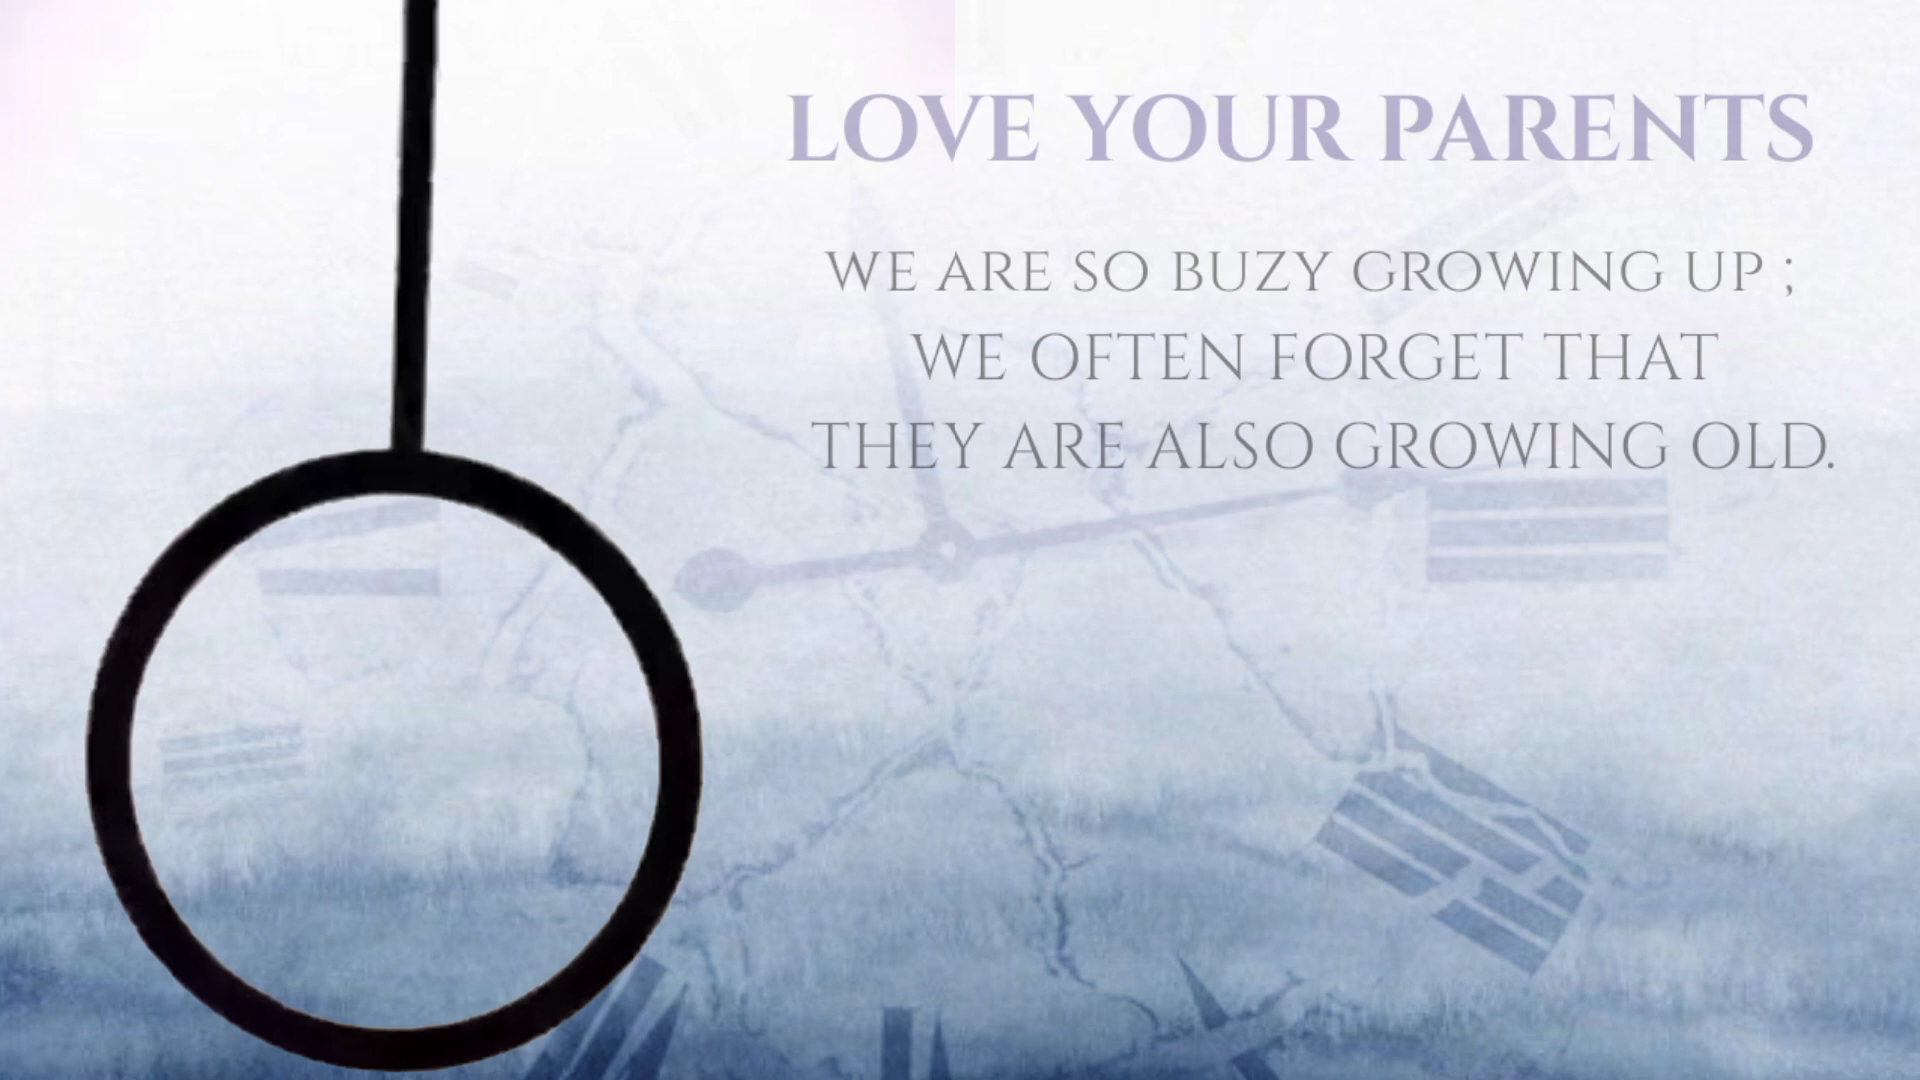 LOVE YOUR PARENTS
WE ARE SO BUZY GROWING UP ;
WE OFTEN FORGET THAT
THEY ARE ALSO GROWING OLD.